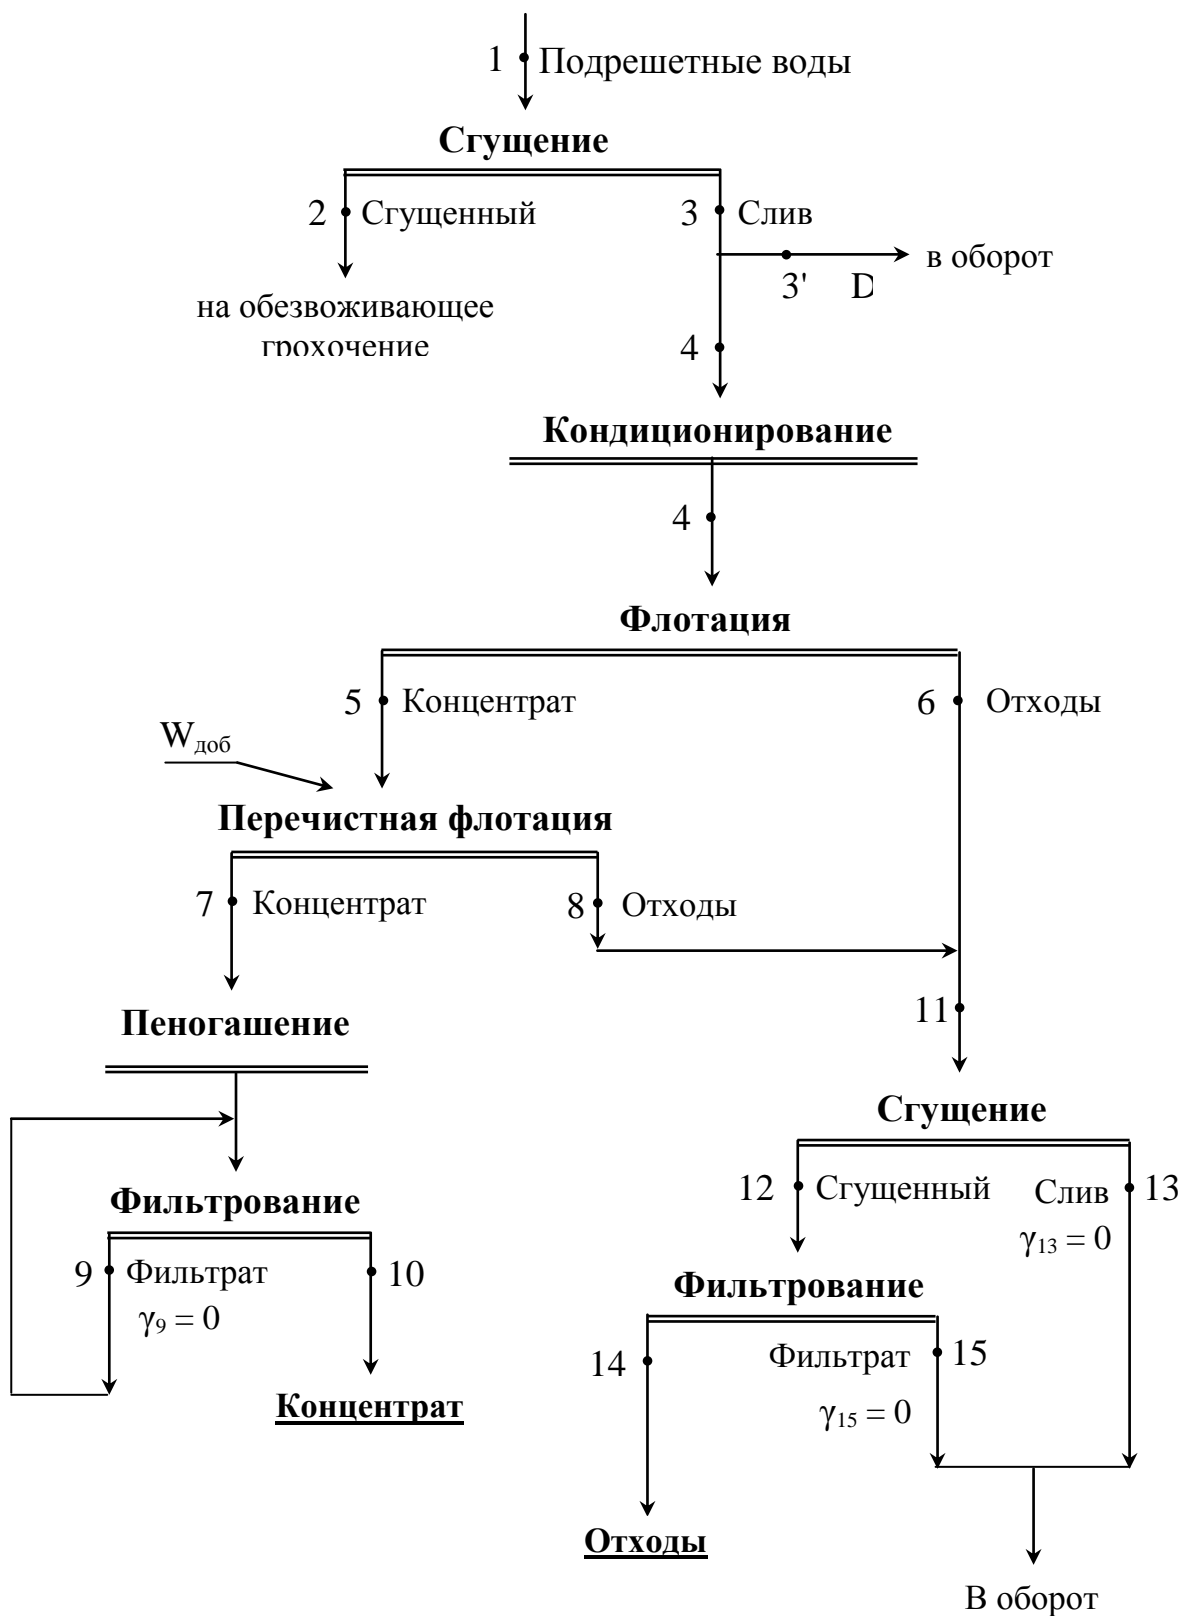 1 Подрешетные воды
Сгущение
2 Сгущенный
3 Слив
на обезвоживающее
грохочение
3' D
в оборот
4
Кондиционирование
4
Флотация
5 Концентрат
6 Отходы
Wдоб
Перечистная флотация
7 Концентрат
8 Отходы
11
Пеногашение
Сгущение
12 Сгущенный
Слив 13
γ13 = 0
Фильтрование
9 Фильтрат
γ9 = 0
10
Концентрат
Фильтрование
14
Фильтрат 15
γ15 = 0
Отходы
В оборот